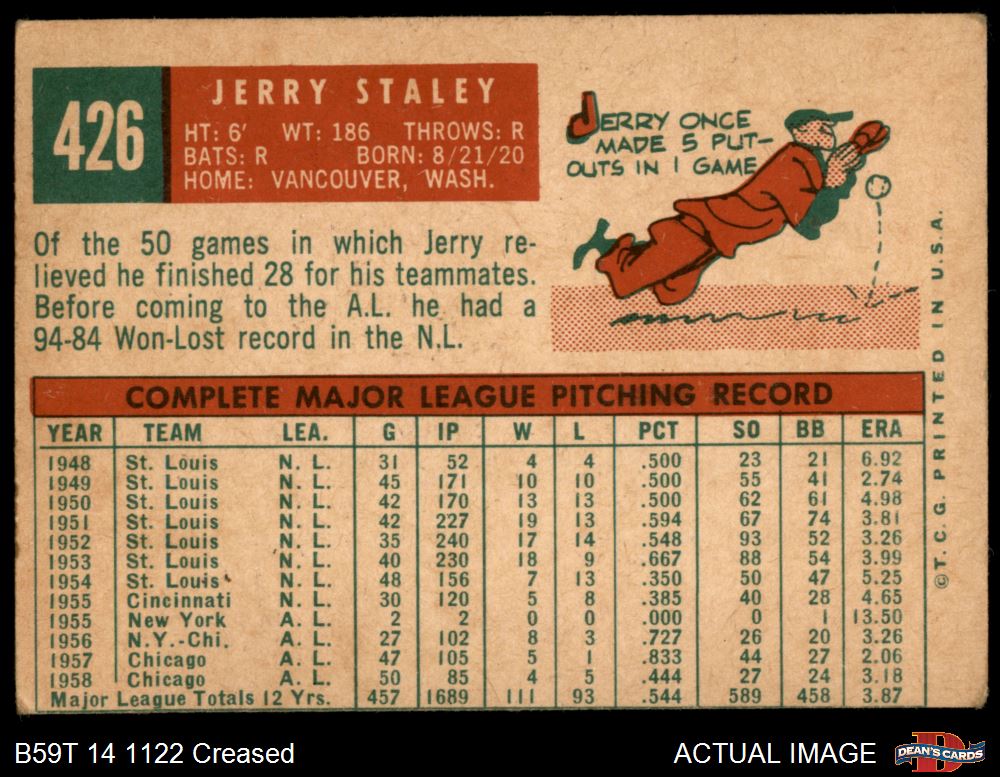 426
JERRY STALEY
HT: 6' WT: 186 THROWS: R
BATS: R BORN: 8/21/20
HOME: VANCOUVER, WASH.
JERRY ONCE
MADE 5 PUT-
OUTS IN 1 GAME
Of the 50 games in which Jerry re-
lieved he finished 28 for his teammates.
Before coming to the A.L. he had a
94-84 Won-Lost record in the N.L.
COMPLETE MAJOR LEAGUE PITCHING RECORD
YEAR TEAM LEA. G IP W L PCT SO BB ERA
1948 St. Louis N. L. 31 52 4 4 .500 23 21 6.92
1949 St. Louis N. L. 45 171 10 10 .500 55 41 2.74
1950 St. Louis N. L. 42 170 13 13 .500 62 61 4.98
1951 St. Louis N. L. 42 227 19 13 .594 67 74 3.81
1952 St. Louis N. L. 35 240 17 14 .548 93 52 3.26
1953 St. Louis N. L. 40 230 18 9 .667 88 54 3.99
1954 St. Louis N. L. 48 156 7 13 .350 50 47 5.25
1955 Cincinnati N. L. 30 120 5 8 .385 40 28 4.65
1955 New York A. L. 2 2 0 0 .000 0 1 13.50
1956 N.Y.-Chi. A. L. 27 102 8 3 .727 26 20 3.26
1957 Chicago A. L. 47 105 5 1 .833 44 27 2.06
1958 Chicago A. L. 50 85 4 5 .444 27 24 3.18
Major League Totals 12 Yrs. 457 1689 111 93 .544 589 458 3.87
©T.C.G. PRINTED IN U.S.A.
B59T 14 1122 Creased
ACTUAL IMAGE
DEAN'S CARDS